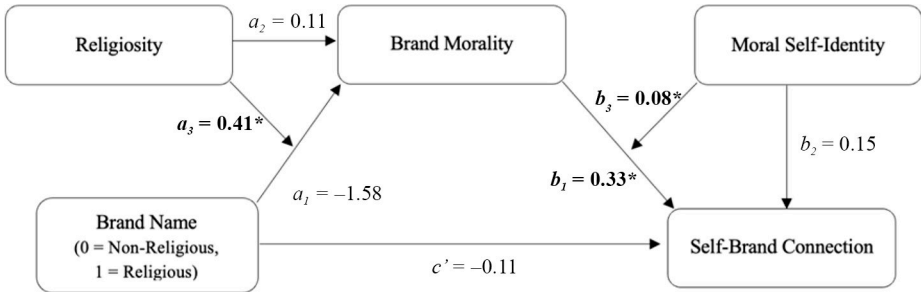 Religiosity
a₂ = 0.11
Brand Morality
Moral Self-Identity
a₃ = 0.41*
b₃ = 0.08*
b₂ = 0.15
a₁ = –1.58
b₁ = 0.33*
Brand Name
(0 = Non-Religious,
1 = Religious)
c’ = –0.11
Self-Brand Connection